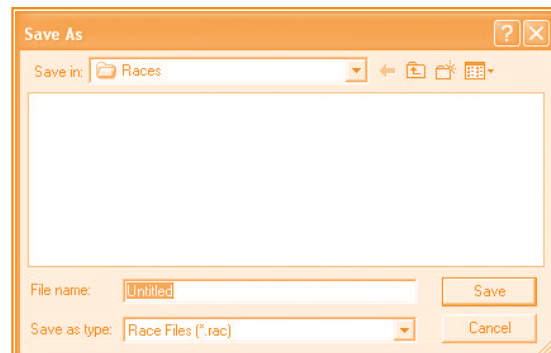 Save As
Save in: Races
File name: Untitled Save
Save as type: Race Files (*.rac) Cancel